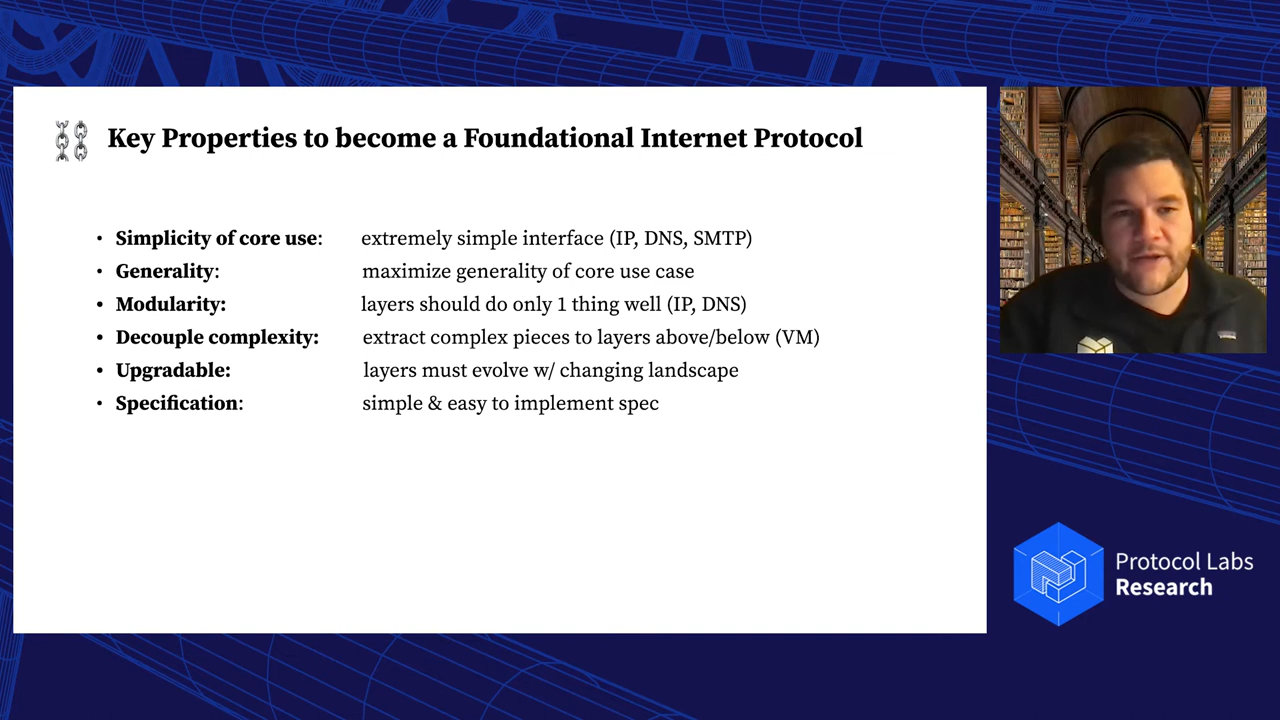 Key Properties to become a Foundational Internet Protocol
• Simplicity of core use: extremely simple interface (IP, DNS, SMTP)
• Generality: maximize generality of core use case
• Modularity: layers should do only 1 thing well (IP, DNS)
• Decouple complexity: extract complex pieces to layers above/below (VM)
• Upgradable: layers must evolve w/ changing landscape
• Specification: simple & easy to implement spec
Protocol Labs
Research